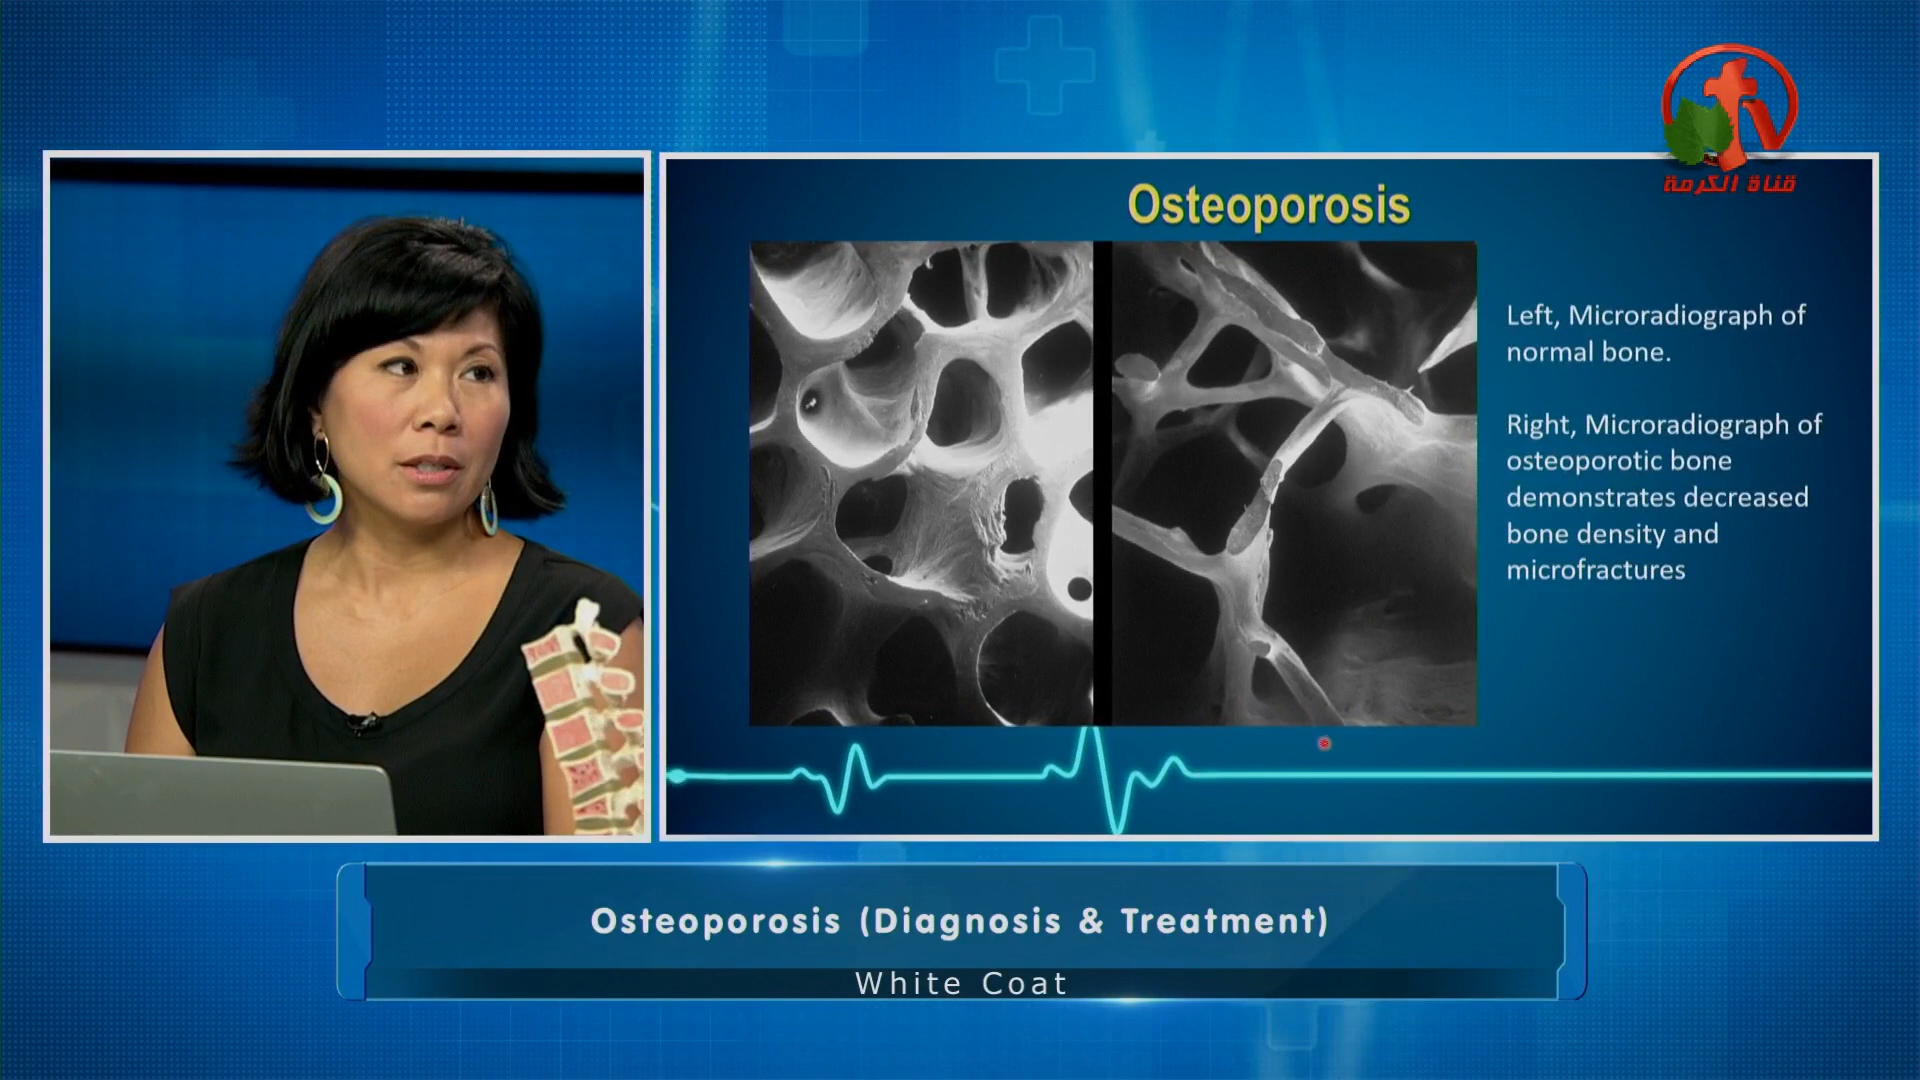 قناة الكرمة
Osteoporosis
Left, Microradiograph of
normal bone.
Right, Microradiograph of
osteoporotic bone
demonstrates decreased
bone density and
microfractures
Osteoporosis (Diagnosis & Treatment)
White Coat